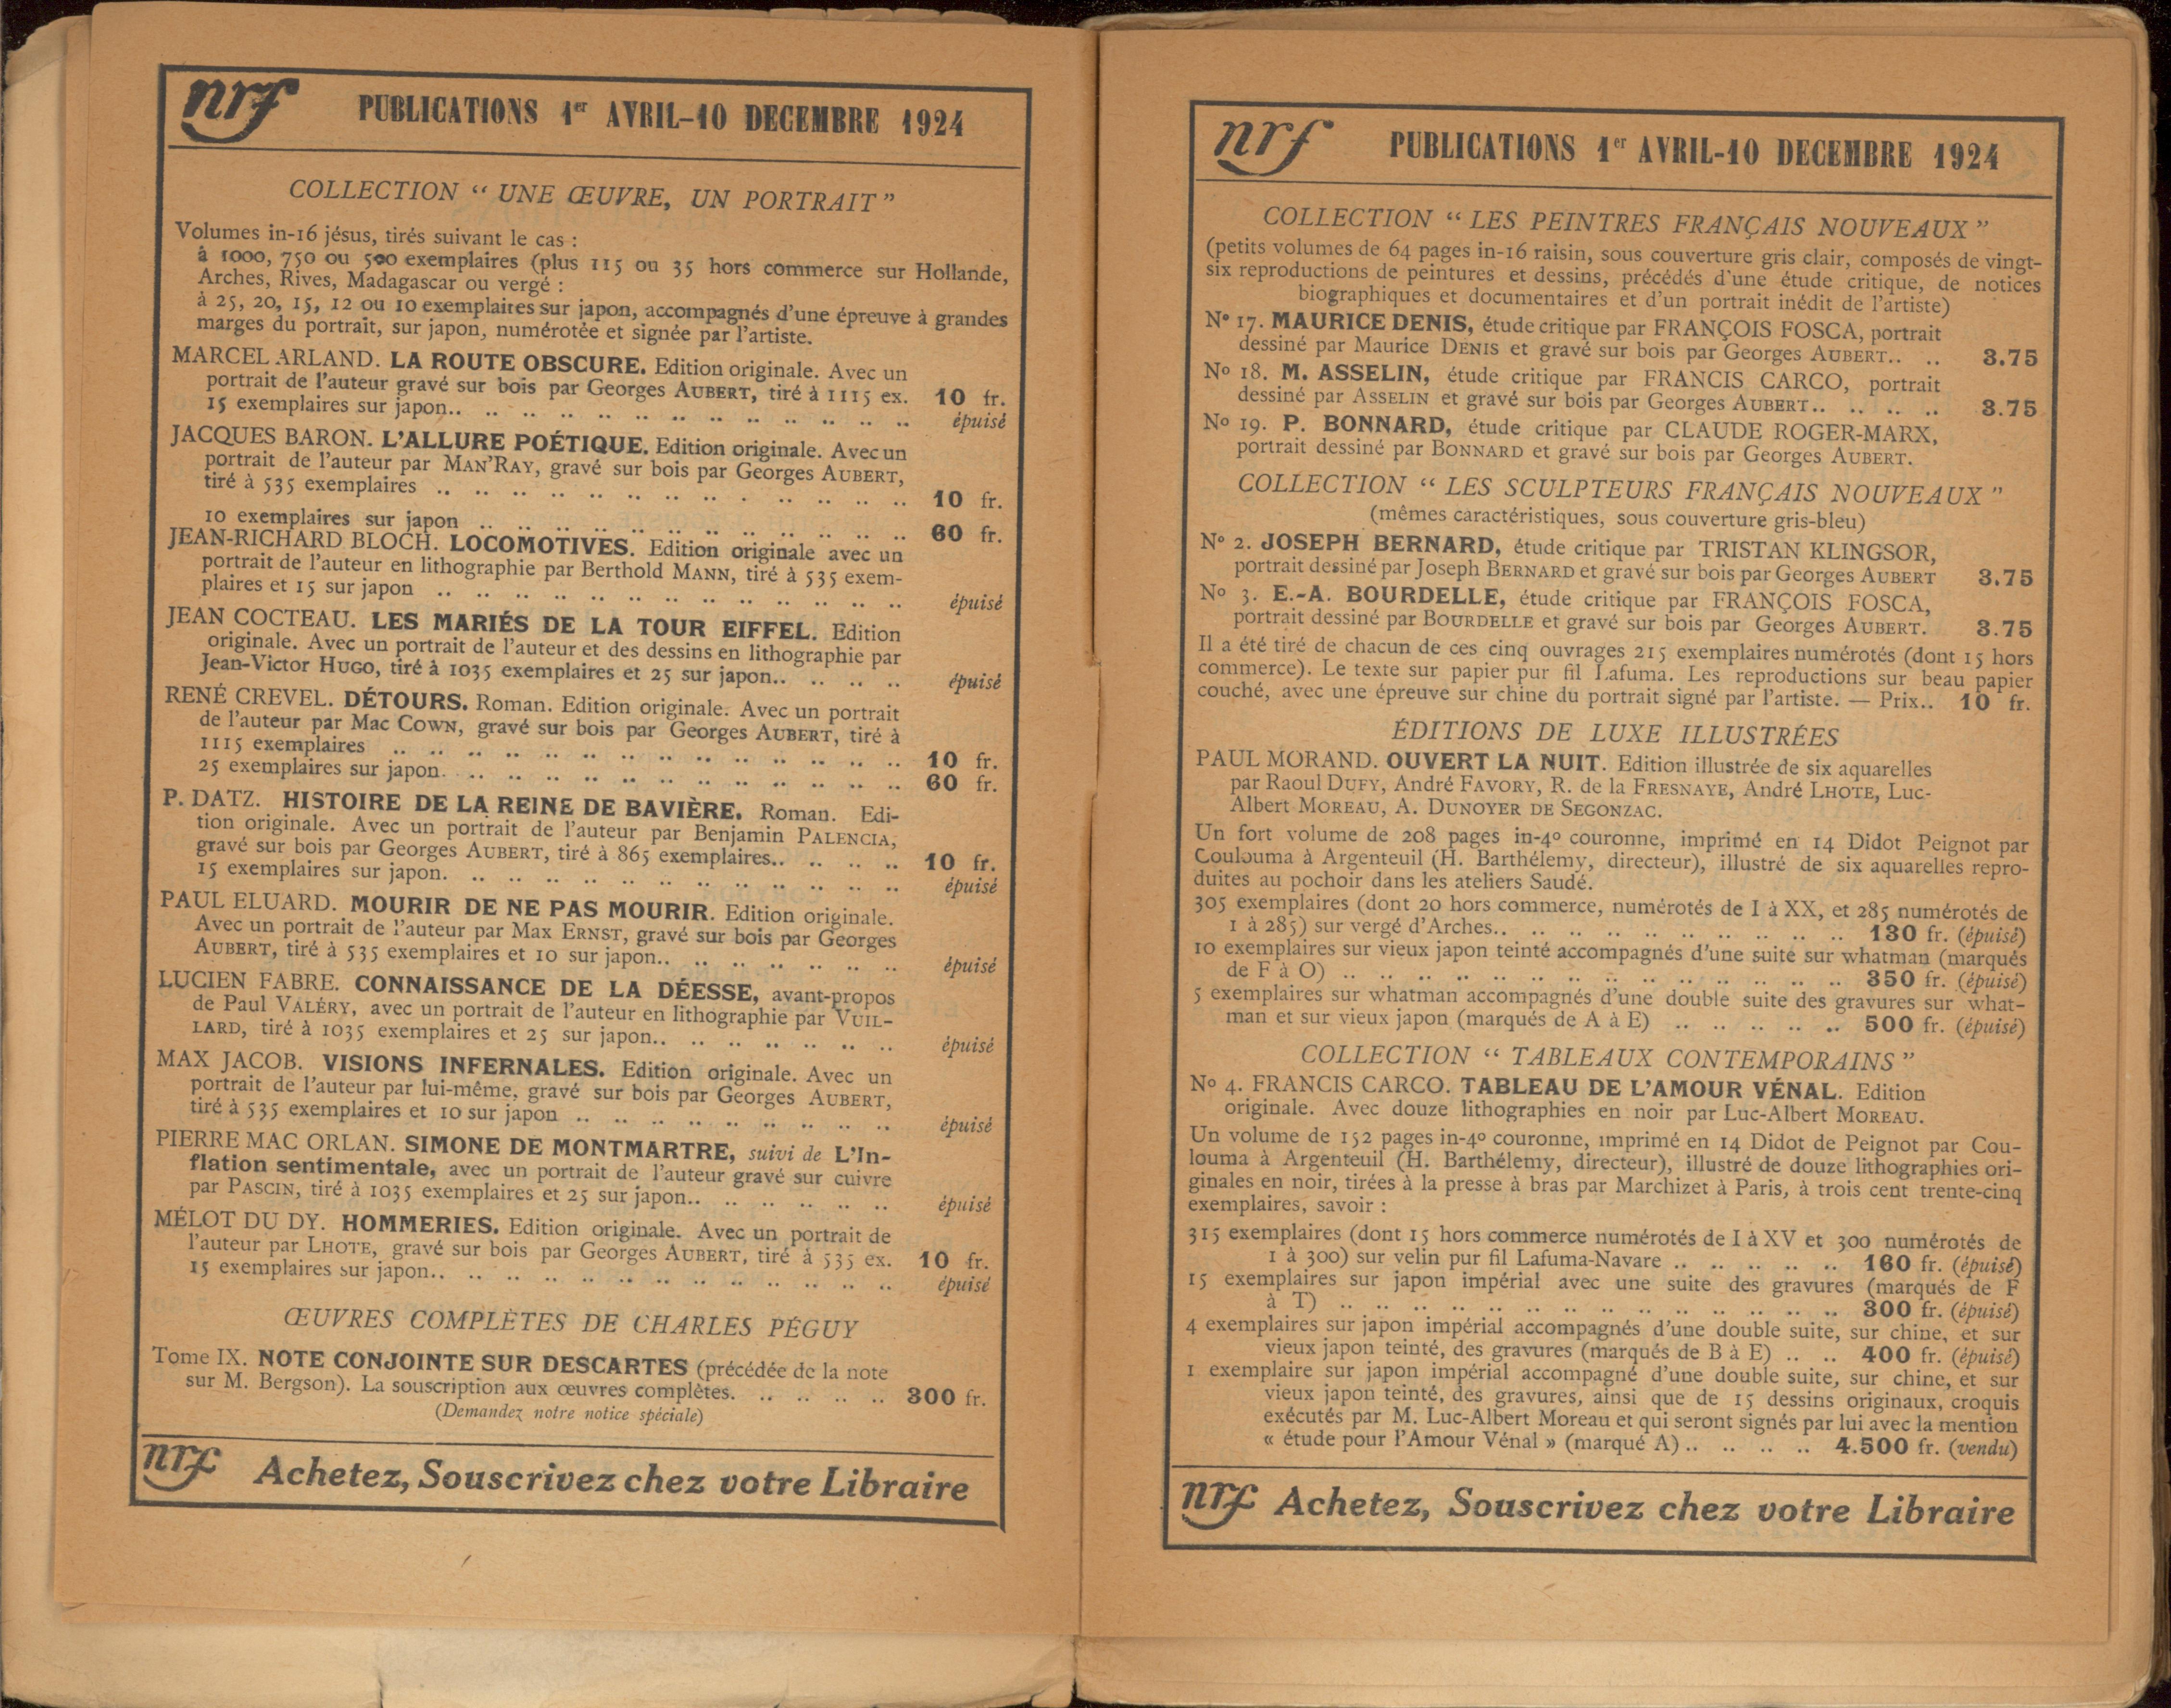 nrf PUBLICATIONS 1er AVRIL-10 DECEMBRE 1924
COLLECTION “ UNE ŒUVRE, UN PORTRAIT ”
Volumes in-16 jésus, tirés suivant le cas :
à 1000, 750 ou 500 exemplaires (plus 115 ou 35 hors commerce sur Hollande,
Arches, Rives, Madagascar ou vergé :
à 25, 20, 15, 12 ou 10 exemplaires sur japon, accompagnés d'une épreuve à grandes
marges du portrait, sur japon, numérotée et signée par l'artiste.
MARCEL ARLAND. LA ROUTE OBSCURE. Edition originale. Avec un
portrait de l'auteur gravé sur bois par Georges AUBERT, tiré à 1115 ex. 10 fr.
15 exemplaires sur japon.. .. .. .. .. .. .. .. .. .. .. .. .. épuisé
JACQUES BARON. L'ALLURE POÉTIQUE. Edition originale. Avec un
portrait de l'auteur par MAN'RAY, gravé sur bois par Georges AUBERT,
tiré à 535 exemplaires .. .. .. .. .. .. .. .. . .. .. .. .. 10 fr.
10 exemplaires sur japon .. .. .. .. .. .. .. .. .. .. .. .. 60 fr.
JEAN-RICHARD BLOCH. LOCOMOTIVES. Edition originale avec un
portrait de l'auteur en lithographie par Berthold MANN, tiré à 535 exem-
plaires et 15 sur japon .. .. .. .. .. .. .. .. .. .. .. .. .. épuisé
JEAN COCTEAU. LES MARIÉS DE LA TOUR EIFFEL. Edition
originale. Avec un portrait de l'auteur et des dessins en lithographie par
Jean-Victor HUGO, tiré à 1035 exemplaires et 25 sur japon.. .. .. .. épuisé
RENÉ CREVEL. DÉTOURS. Roman. Edition originale. Avec un portrait
de l'auteur par Mac COWN, gravé sur bois par Georges AUBERT, tiré à
1115 exemplaires .. .. .. .. .. .. .. .. .. .. .. .. .. .. 10 fr.
25 exemplaires sur japon. .. .. .. .. .. .. .. .. .. .. .. .. 60 fr.
P. DATZ. HISTOIRE DE LA REINE DE BAVIÈRE. Roman. Edi-
tion originale. Avec un portrait de l'auteur par Benjamin PALENCIA,
gravé sur bois par Georges AUBERT, tiré à 865 exemplaires.. .. .. .. 10 fr.
15 exemplaires sur japon. .. .. .. .. .. .. .. .. .. .. .. .. épuisé
PAUL ELUARD. MOURIR DE NE PAS MOURIR. Edition originale.
Avec un portrait de l'auteur par Max ERNST, gravé sur bois par Georges
AUBERT, tiré à 535 exemplaires et 10 sur japon.. .. .. .. .. .. .. épuisé
LUCIEN FABRE. CONNAISSANCE DE LA DÉESSE, avant-propos
de Paul VALÉRY, avec un portrait de l'auteur en lithographie par VUIL-
LARD, tiré à 1035 exemplaires et 25 sur japon.. .. .. .. .. .. .. épuisé
MAX JACOB. VISIONS INFERNALES. Edition originale. Avec un
portrait de l'auteur par lui-même, gravé sur bois par Georges AUBERT,
tiré à 535 exemplaires et 10 sur japon .. .. .. .. .. .. .. .. .. épuisé
PIERRE MAC ORLAN. SIMONE DE MONTMARTRE, suivi de L'In-
flation sentimentale, avec un portrait de l'auteur gravé sur cuivre
par PASCIN, tiré à 1035 exemplaires et 25 sur japon.. .. .. .. .. .. épuisé
MÉLOT DU DY. HOMMERIES. Edition originale. Avec un portrait de
l'auteur par LHOTE, gravé sur bois par Georges AUBERT, tiré à 535 ex. 10 fr.
15 exemplaires sur japon.. .. .. .. .. .. .. .. .. .. .. .. .. épuisé
ŒUVRES COMPLÈTES DE CHARLES PÉGUY
Tome IX. NOTE CONJOINTE SUR DESCARTES (précédée de la note
sur M. Bergson). La souscription aux œuvres complètes. .. .. .. .. 300 fr.
(Demandez notre notice spéciale)
nrf Achetez, Souscrivez chez votre Libraire
nrf PUBLICATIONS 1er AVRIL-10 DECEMBRE 1924
COLLECTION “ LES PEINTRES FRANÇAIS NOUVEAUX ”
(petits volumes de 64 pages in-16 raisin, sous couverture gris clair, composés de vingt-
six reproductions de peintures et dessins, précédés d'une étude critique, de notices
biographiques et documentaires et d'un portrait inédit de l'artiste)
N° 17. MAURICE DENIS, étude critique par FRANÇOIS FOSCA, portrait
dessiné par Maurice DENIS et gravé sur bois par Georges AUBERT.. .. 3.75
N° 18. M. ASSELIN, étude critique par FRANCIS CARCO, portrait
dessiné par ASSELIN et gravé sur bois par Georges AUBERT.. .. .. .. 3.75
N° 19. P. BONNARD, étude critique par CLAUDE ROGER-MARX,
portrait dessiné par BONNARD et gravé sur bois par Georges AUBERT.
COLLECTION “ LES SCULPTEURS FRANÇAIS NOUVEAUX ”
(mêmes caractéristiques, sous couverture gris-bleu)
N° 2. JOSEPH BERNARD, étude critique par TRISTAN KLINGSOR,
portrait dessiné par Joseph BERNARD et gravé sur bois par Georges AUBERT 3.75
N° 3. E.-A. BOURDELLE, étude critique par FRANÇOIS FOSCA,
portrait dessiné par BOURDELLE et gravé sur bois par Georges AUBERT. 3.75
Il a été tiré de chacun de ces cinq ouvrages 215 exemplaires numérotés (dont 15 hors
commerce). Le texte sur papier pur fil Lafuma. Les reproductions sur beau papier
couché, avec une épreuve sur chine du portrait signé par l'artiste. — Prix.. 10 fr.
ÉDITIONS DE LUXE ILLUSTRÉES
PAUL MORAND. OUVERT LA NUIT. Edition illustrée de six aquarelles
par Raoul DUFY, André FAVORY, R. de la FRESNAYE, André LHOTE, Luc-
Albert MOREAU, A. DUNOYER DE SEGONZAC.
Un fort volume de 208 pages in-4° couronne, imprimé en 14 Didot Peignot par
Coulouma à Argenteuil (H. Barthélemy, directeur), illustré de six aquarelles repro-
duites au pochoir dans les ateliers Saudé.
305 exemplaires (dont 20 hors commerce, numérotés de I à XX, et 285 numérotés de
1 à 285) sur vergé d'Arches.. .. .. .. .. .. .. .. .. .. 130 fr. (épuisé)
10 exemplaires sur vieux japon teinté accompagnés d'une suite sur whatman (marqués
de F à O) .. .. .. .. .. .. .. .. .. .. .. .. .. .. 350 fr. (épuisé)
5 exemplaires sur whatman accompagnés d'une double suite des gravures sur what-
man et sur vieux japon (marqués de A à E) .. .. .. .. .. 500 fr. (épuisé)
COLLECTION “ TABLEAUX CONTEMPORAINS ”
N° 4. FRANCIS CARCO. TABLEAU DE L'AMOUR VÉNAL. Edition
originale. Avec douze lithographies en noir par Luc-Albert MOREAU.
Un volume de 152 pages in-4° couronne, imprimé en 14 Didot de Peignot par Cou-
louma à Argenteuil (H. Barthélemy, directeur), illustré de douze lithographies ori-
ginales en noir, tirées à la presse à bras par Marchizet à Paris, à trois cent trente-cinq
exemplaires, savoir :
315 exemplaires (dont 15 hors commerce numérotés de I à XV et 300 numérotés de
1 à 300) sur velin pur fil Lafuma-Navare .. .. .. .. .. 160 fr. (épuisé)
15 exemplaires sur japon impérial avec une suite des gravures (marqués de F
à T) .. .. .. .. .. .. .. .. .. .. .. .. .. .. 300 fr. (épuisé)
4 exemplaires sur japon impérial accompagnés d'une double suite, sur chine, et sur
vieux japon teinté, des gravures (marqués de B à E) .. .. 400 fr. (épuisé)
1 exemplaire sur japon impérial accompagné d'une double suite, sur chine, et sur
vieux japon teinté, des gravures, ainsi que de 15 dessins originaux, croquis
exécutés par M. Luc-Albert Moreau et qui seront signés par lui avec la mention
« étude pour l'Amour Vénal » (marqué A) .. .. .. .. 4.500 fr. (vendu)
nrf Achetez, Souscrivez chez votre Libraire